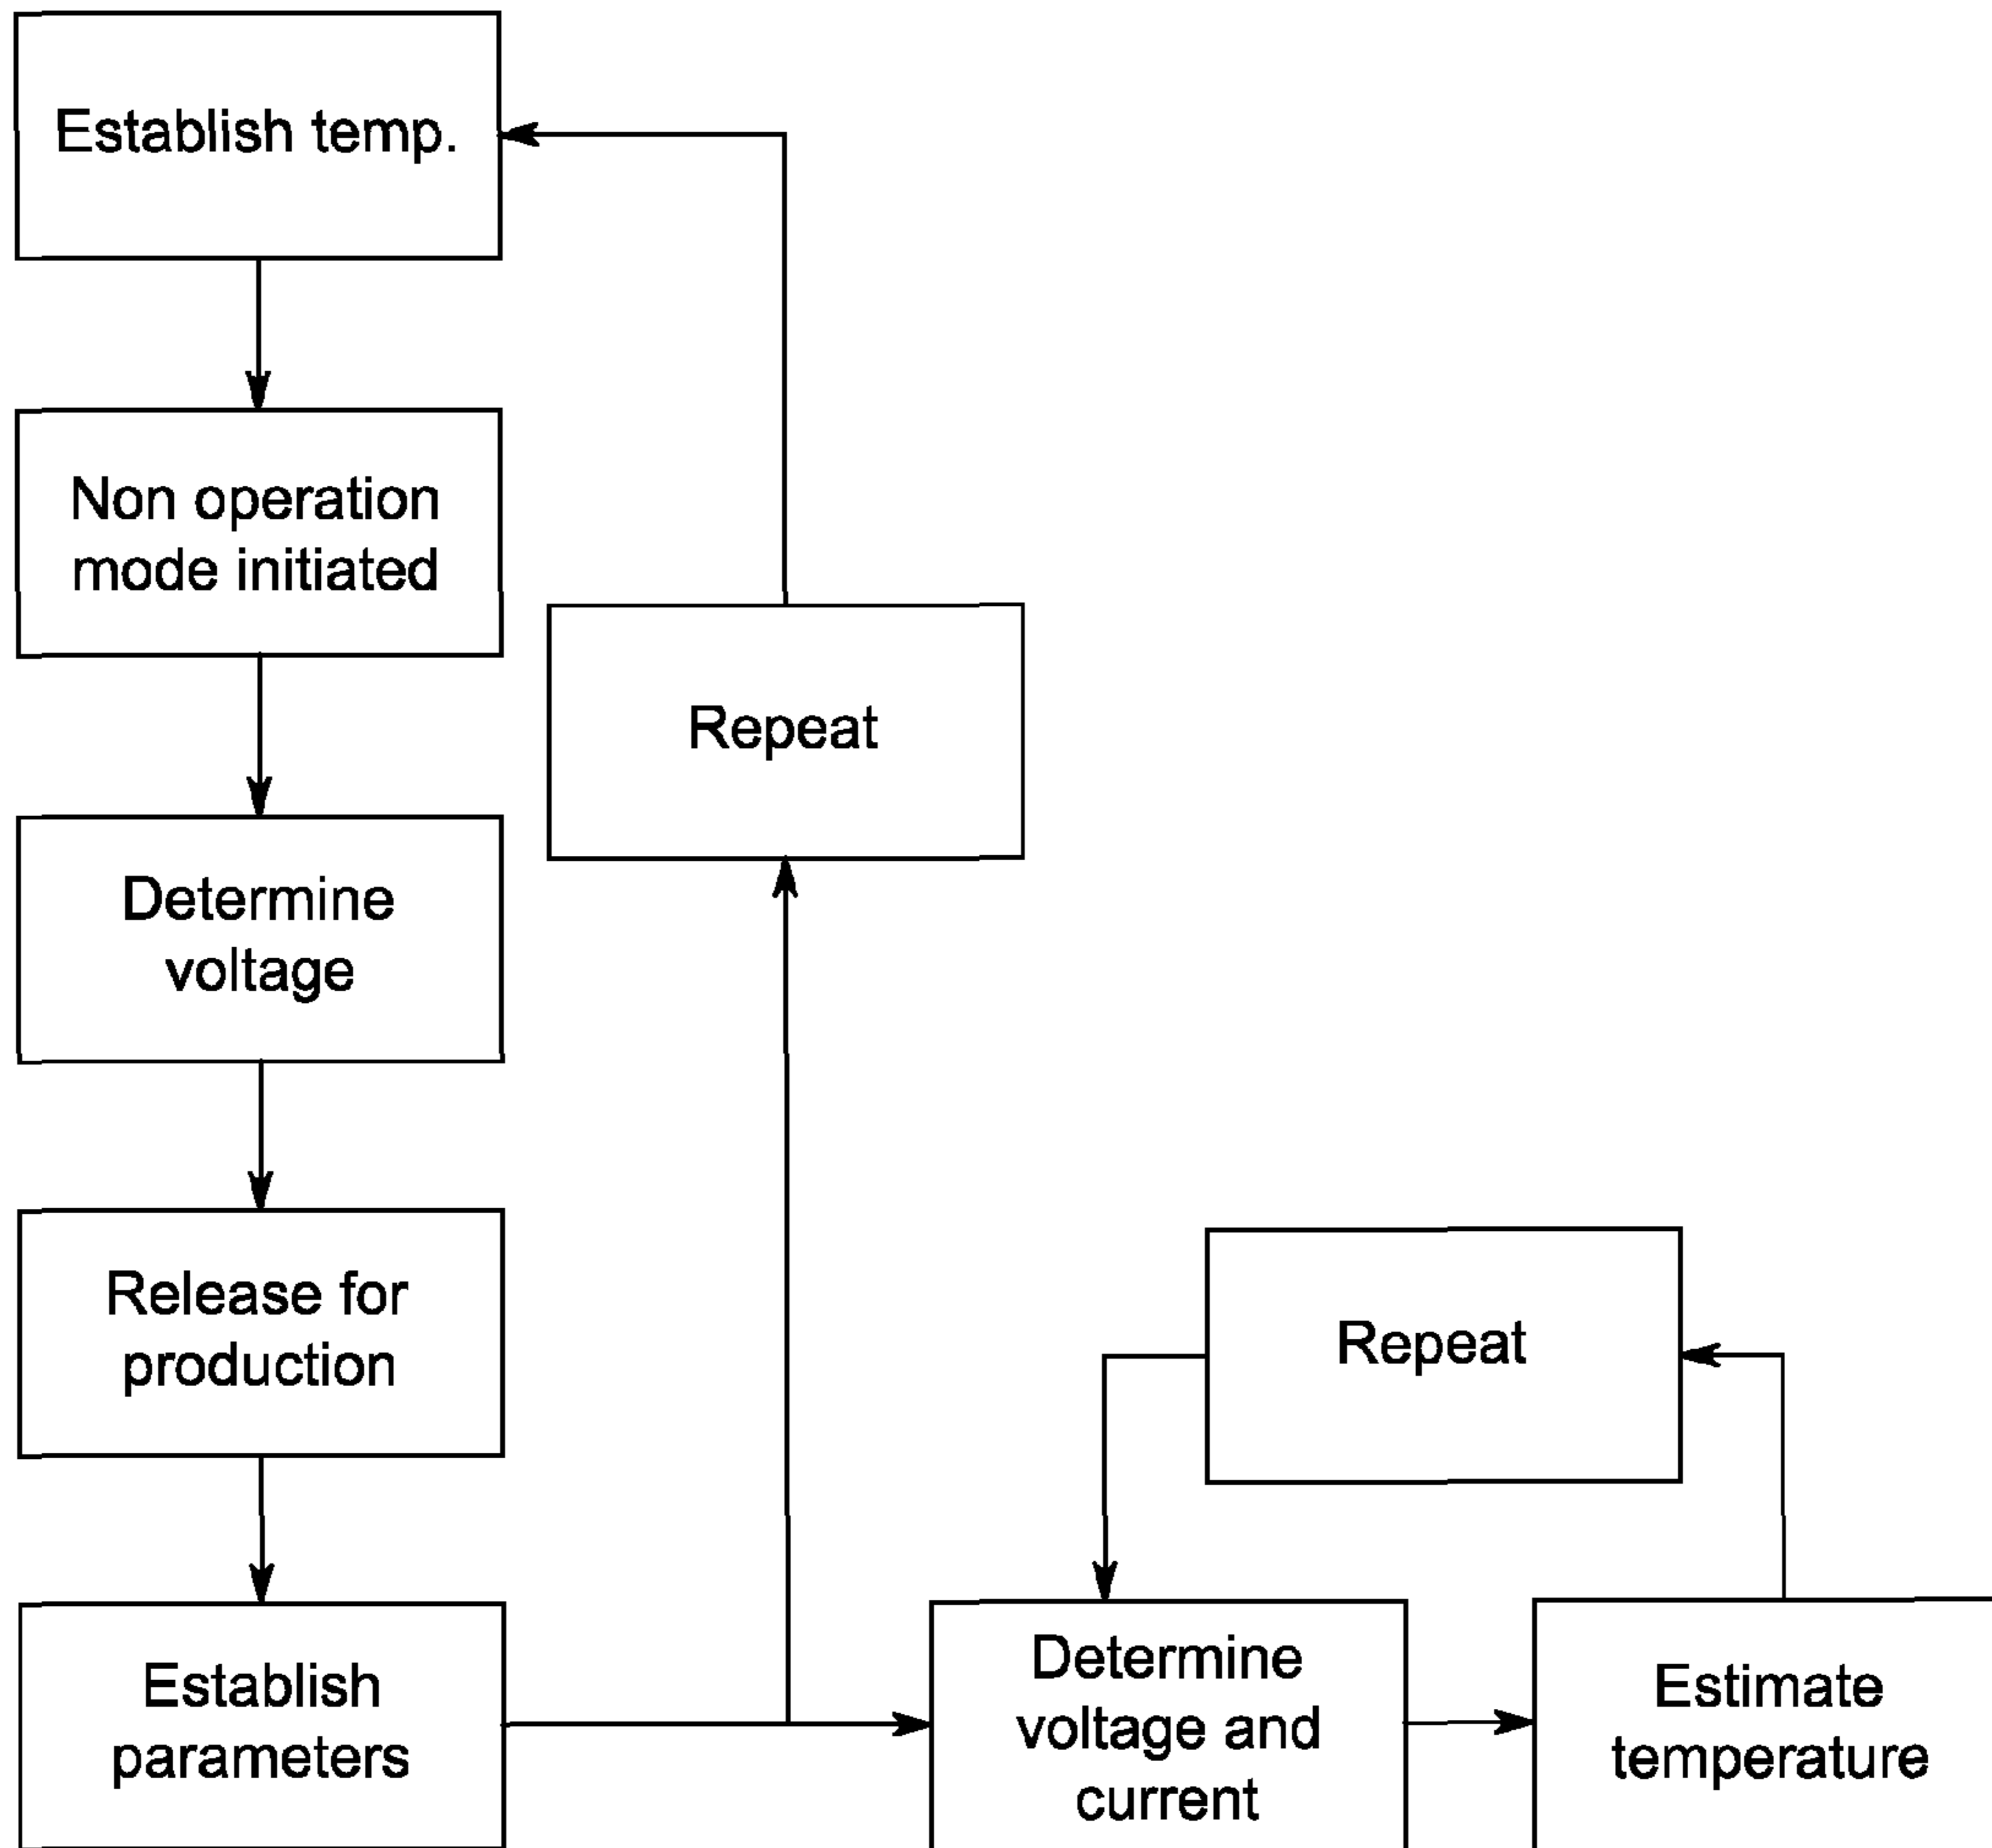 Establish temp.
Non operation
mode initiated
Repeat
Determine
voltage
Release for
production
Repeat
Establish
parameters
Determine
voltage and
current
Estimate
temperature